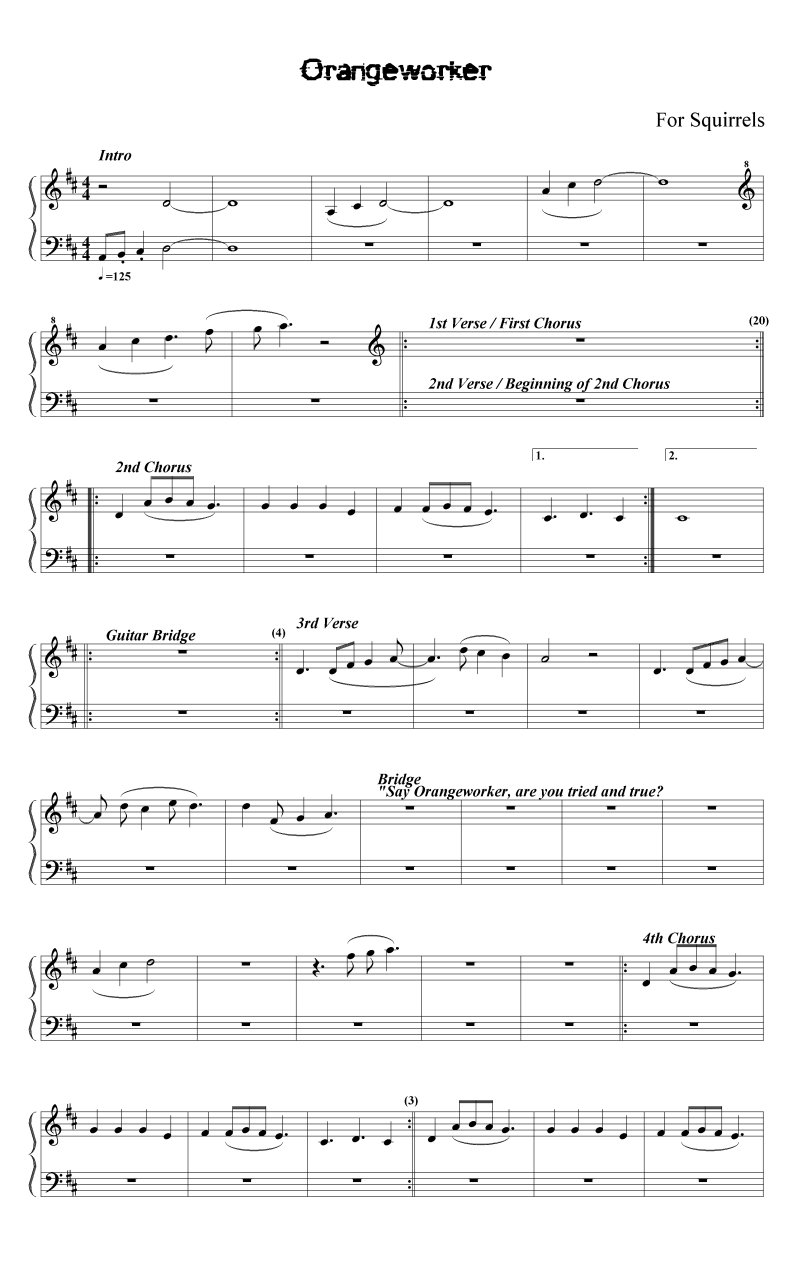 Orangeworker
For Squirrels
Intro
8
4
4
4
4
=125
8
1st Verse / First Chorus
(20)
2nd Verse / Beginning of 2nd Chorus
2nd Chorus
1.
2.
Guitar Bridge
(4)
3rd Verse
Bridge
"Say Orangeworker, are you tried and true?
4th Chorus
(3)